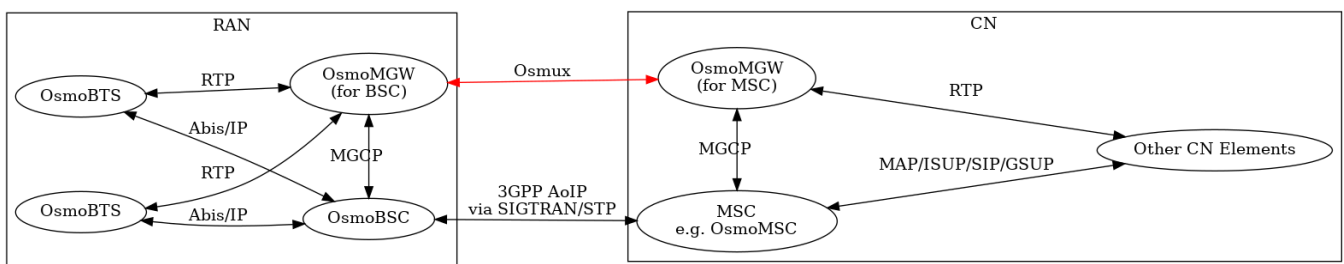 RAN
CN
OsmoBTS
RTP
OsmoMGW
(for BSC)
Osmux
OsmoMGW
(for MSC)
RTP
Abis/IP
MGCP
MGCP
Other CN Elements
RTP
MAP/ISUP/SIP/GSUP
OsmoBTS
Abis/IP
OsmoBSC
3GPP AoIP
via SIGTRAN/STP
MSC
e.g. OsmoMSC